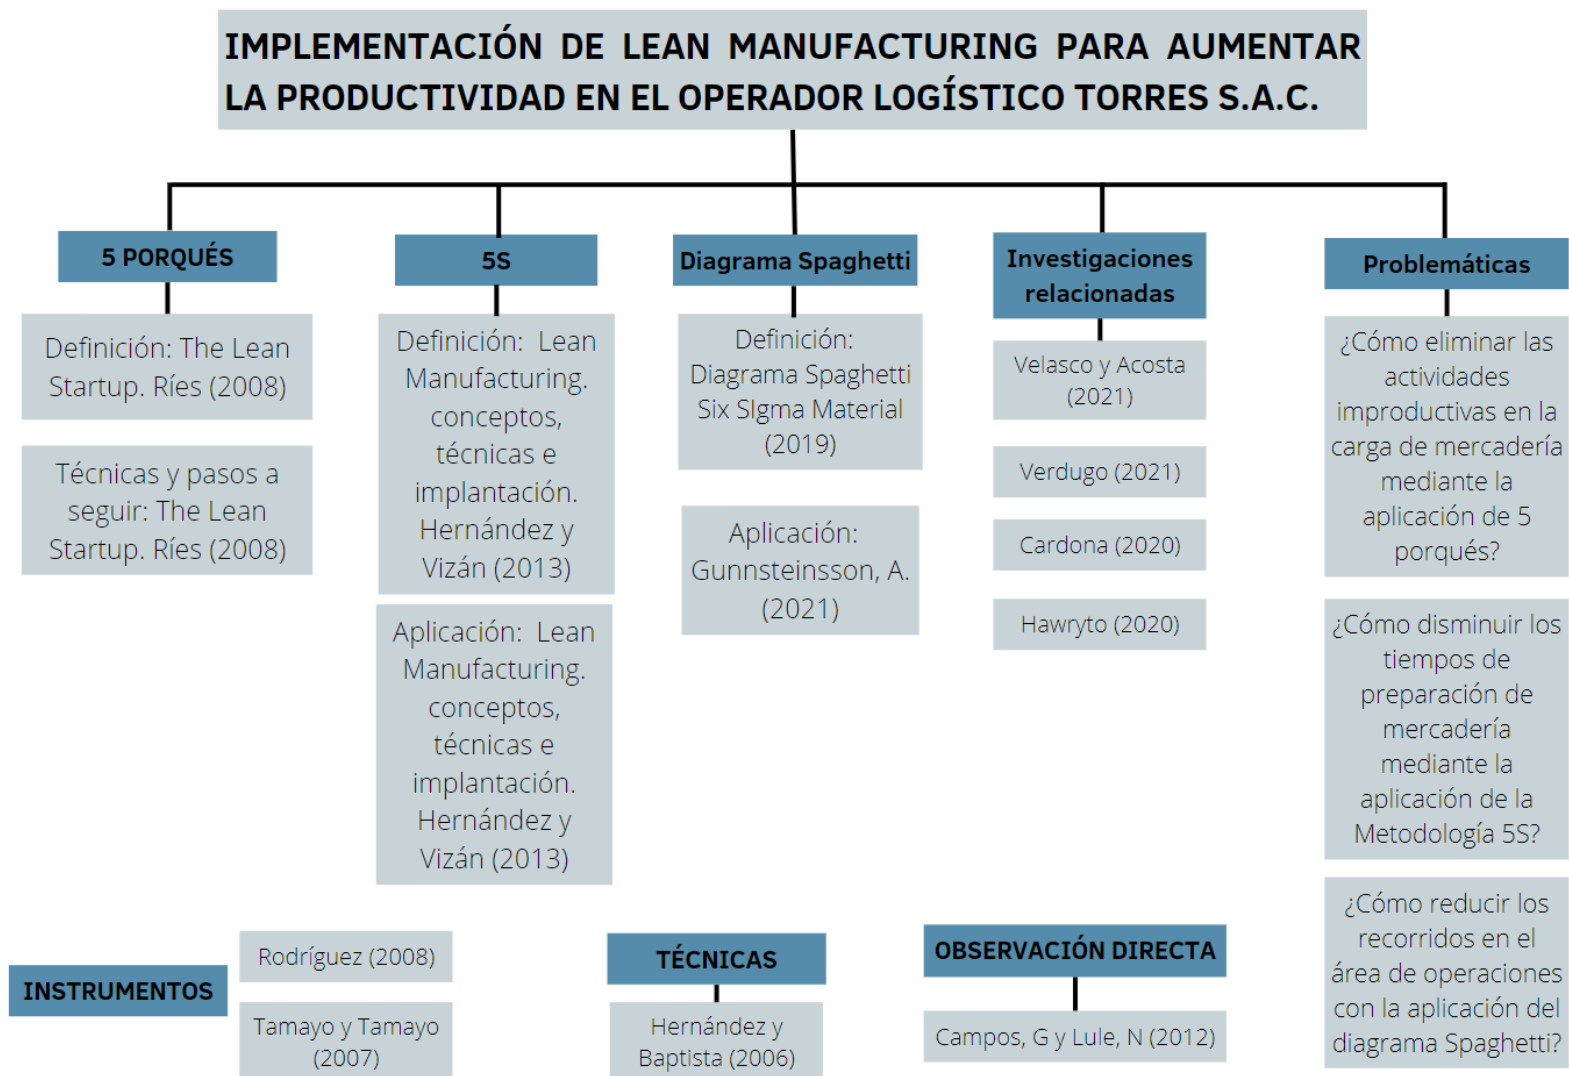 IMPLEMENTACIÓN DE LEAN MANUFACTURING PARA AUMENTAR
LA PRODUCTIVIDAD EN EL OPERADOR LOGÍSTICO TORRES S.A.C.
5 PORQUÉS
Definición: The Lean
Startup. Ríes (2008)
Técnicas y pasos a
seguir: The Lean
Startup. Ríes (2008)
5S
Definición: Lean
Manufacturing.
conceptos,
técnicas e
implantación.
Hernández y
Vizán (2013)
Aplicación: Lean
Manufacturing.
conceptos,
técnicas e
implantación.
Hernández y
Vizán (2013)
Diagrama Spaghetti
Definición:
Diagrama Spaghetti
Six SIgma Material
(2019)
Aplicación:
Gunnsteinsson, A.
(2021)
Investigaciones
relacionadas
Velasco y Acosta
(2021)
Verdugo (2021)
Cardona (2020)
Hawryto (2020)
Problemáticas
¿Cómo eliminar las
actividades
improductivas en la
carga de mercadería
mediante la
aplicación de 5
porqués?
¿Cómo disminuir los
tiempos de
preparación de
mercadería
mediante la
aplicación de la
Metodología 5S?
¿Cómo reducir los
recorridos en el
área de operaciones
con la aplicación del
diagrama Spaghetti?
INSTRUMENTOS
Rodríguez (2008)
Tamayo y Tamayo
(2007)
TÉCNICAS
Hernández y
Baptista (2006)
OBSERVACIÓN DIRECTA
Campos, G y Lule, N (2012)